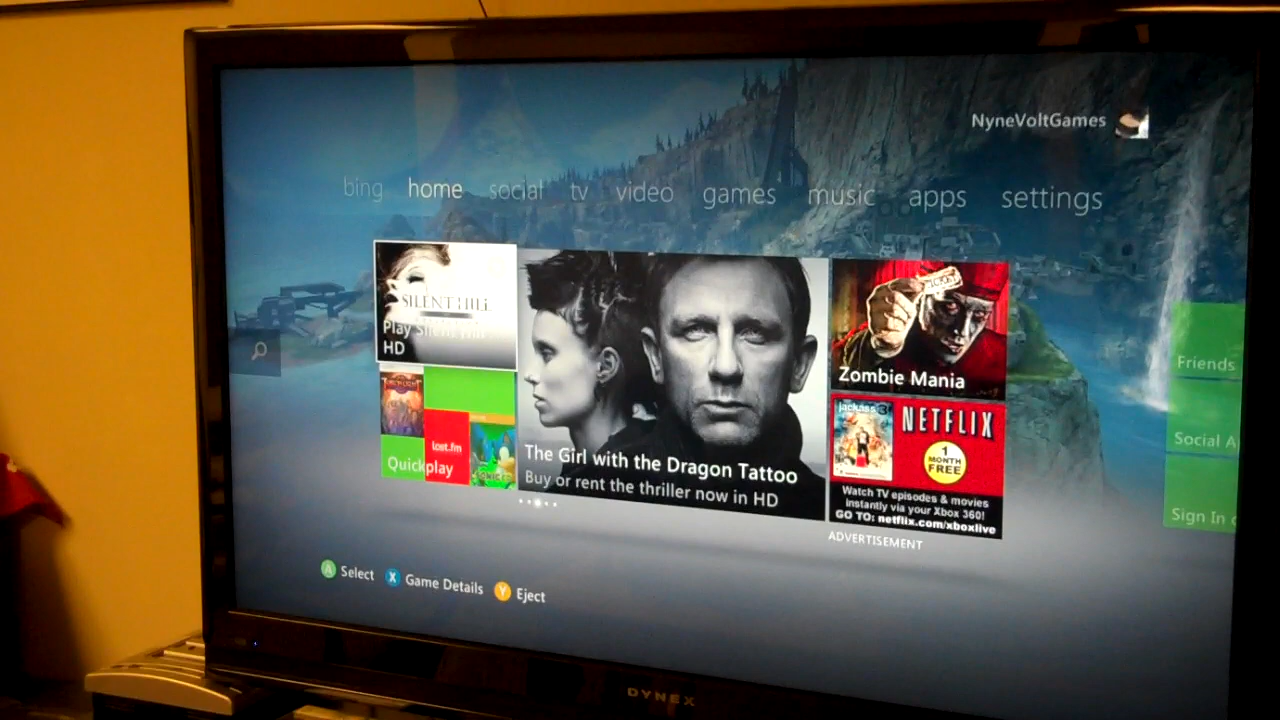 NyneVoltGames
bing home social tv video games music apps settings
SILENT HILL
Play Silent Hill
HD
Quickplay
last.fm
The Girl with the Dragon Tattoo
Buy or rent the thriller now in HD
Zombie Mania
jackass 3
NETFLIX
1
MONTH
FREE
Watch TV episodes & movies
instantly via your Xbox 360!
GO TO: netflix.com/xboxlive
ADVERTISEMENT
Friends
Social A
Sign In o
A Select X Game Details Y Eject
DYNEX